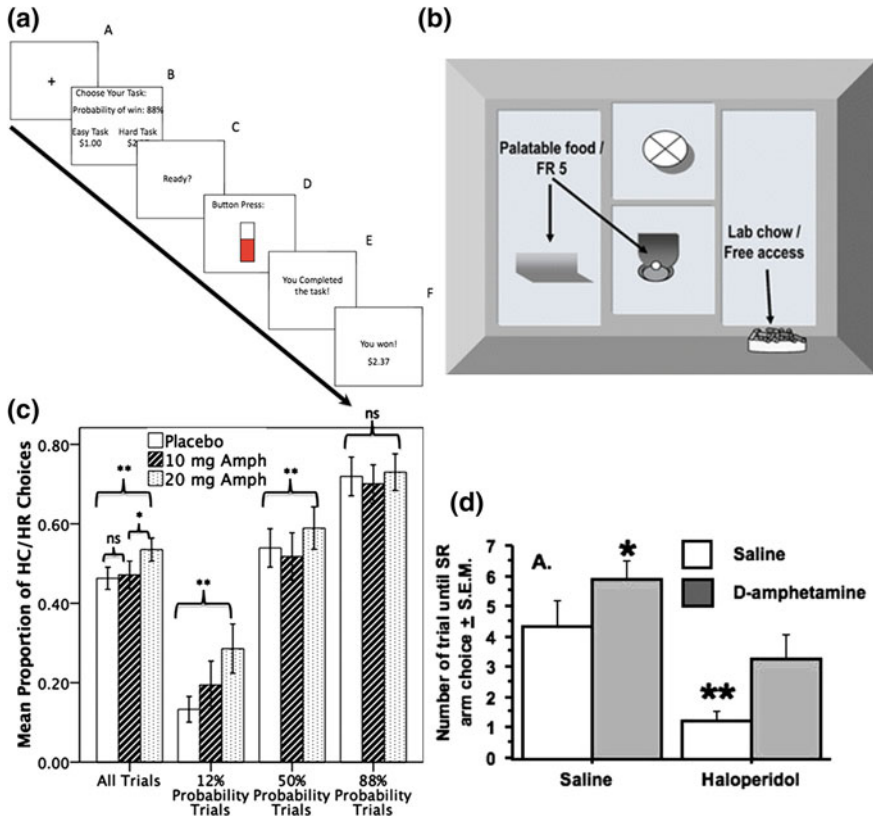 (a)
A
+
B
Choose Your Task:
Probability of win: 88%
Easy Task Hard Task
$1.00
C
Ready?
D
Button Press:
E
You Completed
the task!
F
You won!
$2.37
(b)
Palatable food /
FR 5
Lab chow /
Free access
(c)
Mean Proportion of HC/HR Choices
0.80
0.60
0.40
0.20
0.00
Placebo
10 mg Amph
20 mg Amph
**
ns
*
**
**
ns
All Trials
12%
Probability
Trials
50%
Probability
Trials
88%
Probability
Trials
(d)
Number of trial until SR
arm choice ± S.E.M.
7
6
5
4
3
2
1
0
A.
*
**
Saline
D-amphetamine
Saline
Haloperidol